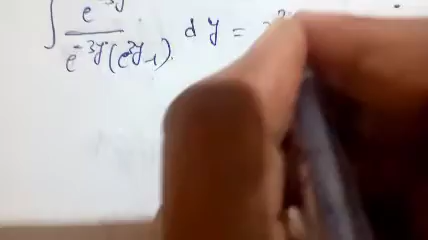 ∫ e^-3y / e^-3y(e^3y-1) dy =